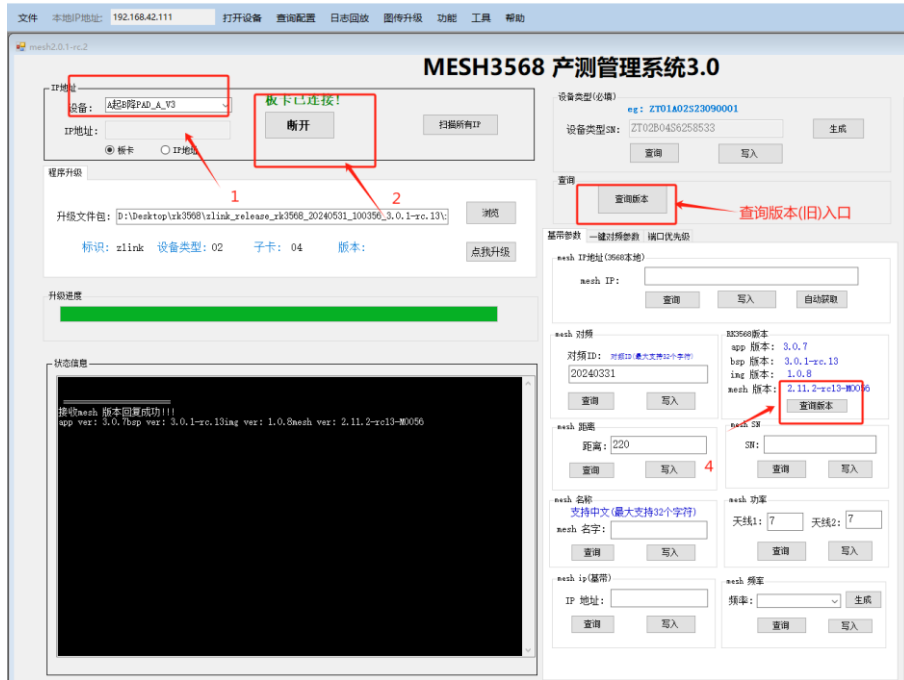 文件 本地IP地址: 192.168.42.111 打开设备 查询配置 日志回放 图传升级 功能 工具 帮助
mesh2.0.1-rc.2
MESH3568 产测管理系统3.0
IP地址
设备: A起B降PAD_A_V3
板卡已连接!
IP地址:
断开
扫描所有IP
板卡 IP地址
1
2
程序升级
升级文件包: D:\Desktop\rk3568\zlink_release_rk3568_20240531_100356_3.0.1-rc.13\: 浏览
标识: zlink 设备类型: 02 子卡: 04 版本: 点我升级
升级进度
状态信息
接收mesh 版本回复成功!!!
app ver: 3.0.7bsp ver: 3.0.1-rc.13img ver: 1.0.8mesh ver: 2.11.2-rc13-M0056
设备类型(必填)
eg: ZT01A02S23090001
设备类型SN: ZT02B04S6258533 生成
查询 写入
查询
查询版本
查询版本(旧)入口
基带参数 一键对频参数 端口优先级
mesh IP地址(3568本地)
mesh IP:
查询 写入 自动获取
mesh 对频
对频ID: 对频ID(最大支持32个字符)
20240331
查询 写入
RK3568版本
app 版本: 3.0.7
bsp 版本: 3.0.1-rc.13
img 版本: 1.0.8
mesh 版本: 2.11.2-rc13-M0056
查询版本
4
mesh 距离
距离: 220
查询 写入
mesh SN
SN:
查询 写入
mesh 名称
支持中文(最大支持32个字符)
mesh 名字:
查询 写入
mesh 功率
天线1: 7 天线2: 7
查询 写入
mesh ip(基带)
IP 地址:
查询 写入
mesh 频率
频率: 生成
查询 写入